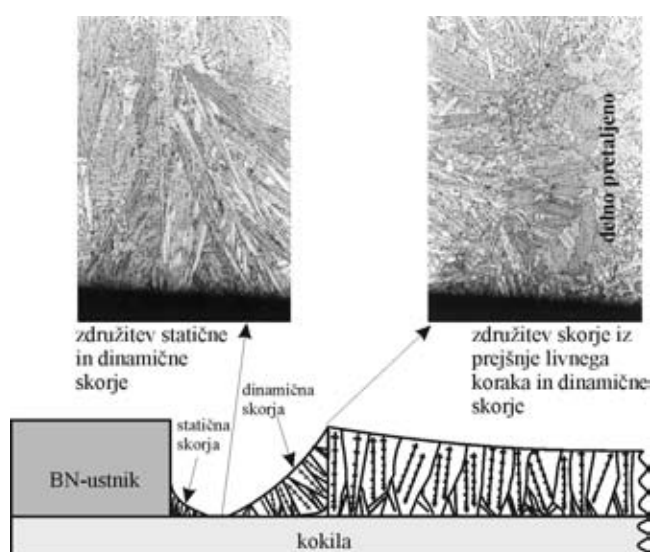 delno pretaljeno
združitev statične
in dinamične
skorje
združitev skorje iz
prejšnje livnega
koraka in dinamične
skorje
dinamična
skorja
statična
skorja
BN-ustnik
kokila